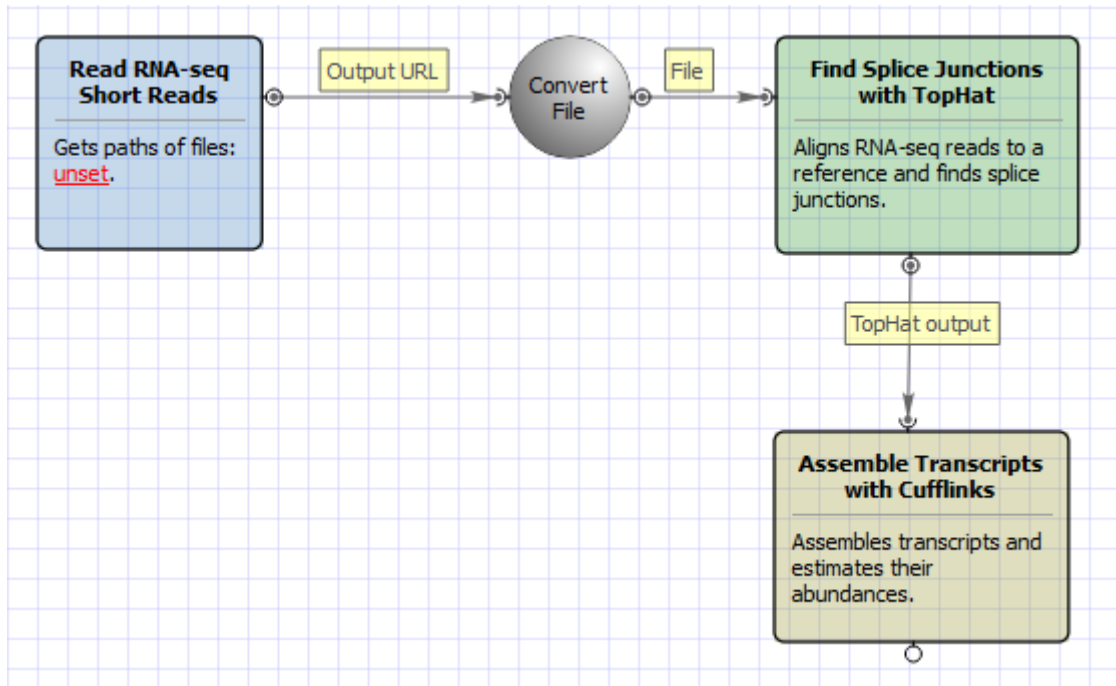 Read RNA-seq
Short Reads
Gets paths of files:
unset.
Output URL
Convert
File
File
Find Splice Junctions
with TopHat
Aligns RNA-seq reads to a
reference and finds splice
junctions.
TopHat output
Assemble Transcripts
with Cufflinks
Assembles transcripts and
estimates their
abundances.